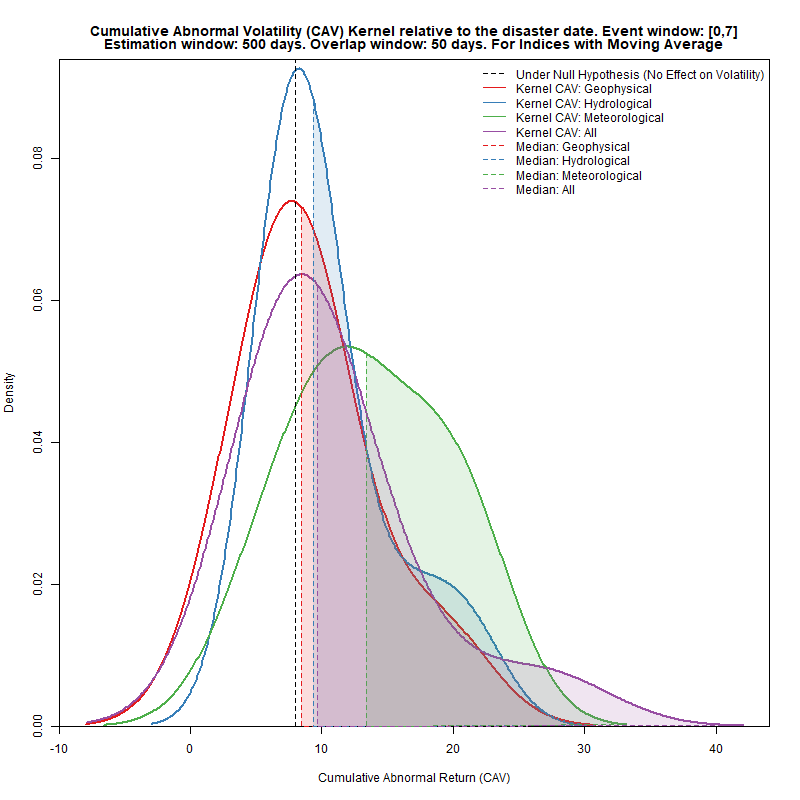 Cumulative Abnormal Volatility (CAV) Kernel relative to the disaster date. Event window: [0,7]
Estimation window: 500 days. Overlap window: 50 days. For Indices with Moving Average
Under Null Hypothesis (No Effect on Volatility)
Kernel CAV: Geophysical
Kernel CAV: Hydrological
Kernel CAV: Meteorological
Kernel CAV: All
Median: Geophysical
Median: Hydrological
Median: Meteorological
Median: All
Density
0.08
0.06
0.04
0.02
0.00
-10 0 10 20 30 40
Cumulative Abnormal Return (CAV)